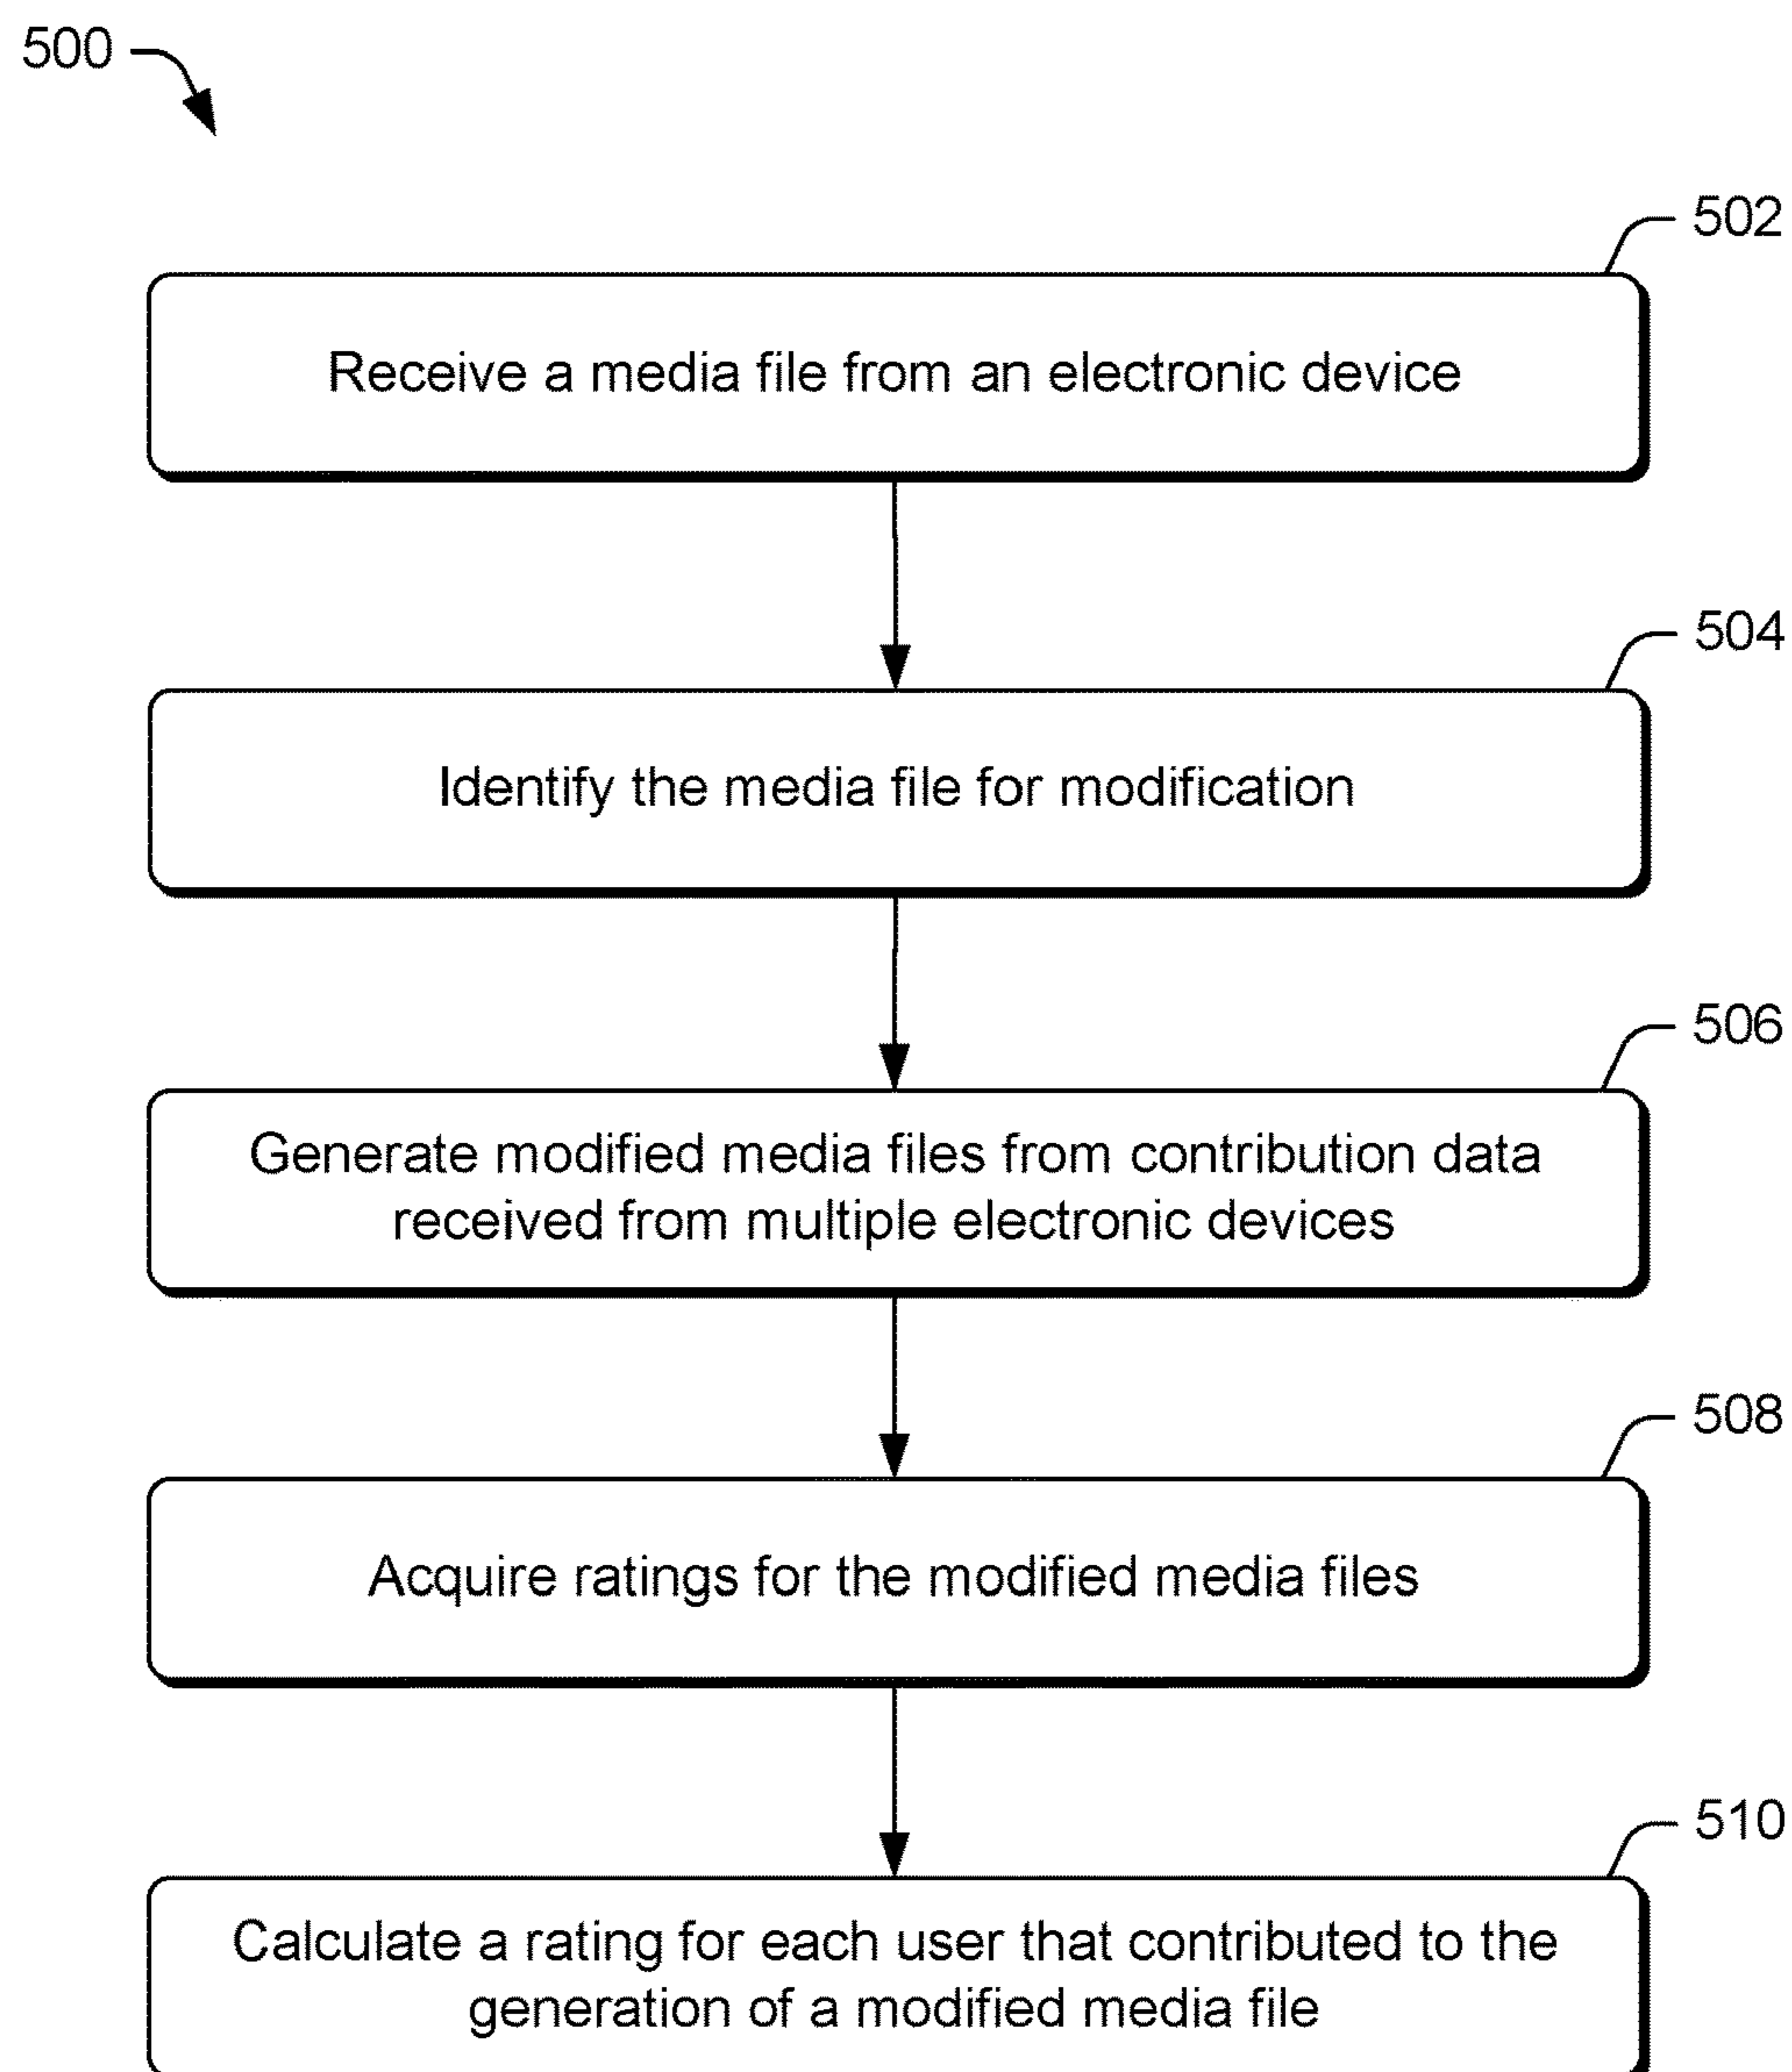 500
502
Receive a media file from an electronic device
504
Identify the media file for modification
506
Generate modified media files from contribution data
received from multiple electronic devices
508
Acquire ratings for the modified media files
510
Calculate a rating for each user that contributed to the
generation of a modified media file